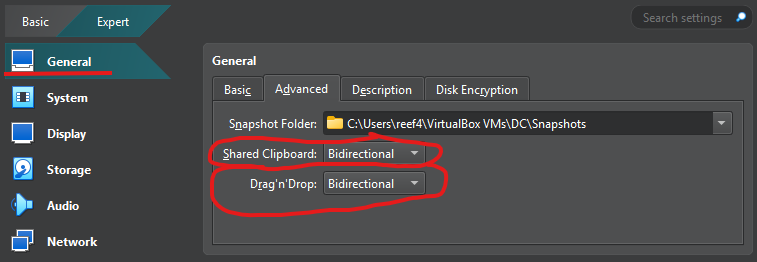 Basic Expert Search settings
General
System
Display
Storage
Audio
Network
General
Basic Advanced Description Disk Encryption
Snapshot Folder: C:\Users\reef4\VirtualBox VMs\DC\Snapshots
Shared Clipboard: Bidirectional
Drag'n'Drop: Bidirectional